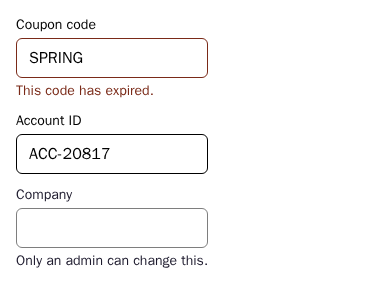 Coupon code
SPRING
This code has expired.
Account ID
ACC-20817
Company
Only an admin can change this.